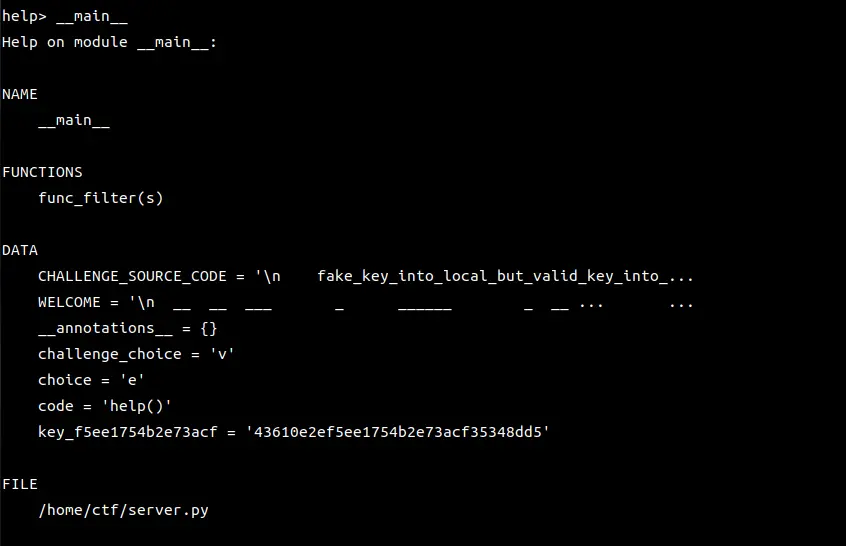 help> __main__
Help on module __main__:
NAME
    __main__
FUNCTIONS
    func_filter(s)
DATA
    CHALLENGE_SOURCE_CODE = '\n    fake_key_into_local_but_valid_key_into_...
    WELCOME = '\n  __  __  ___       _      ______        _  __ ...       ...
    __annotations__ = {}
    challenge_choice = 'v'
    choice = 'e'
    code = 'help()'
    key_f5ee1754b2e73acf = '43610e2ef5ee1754b2e73acf35348dd5'
FILE
    /home/ctf/server.py